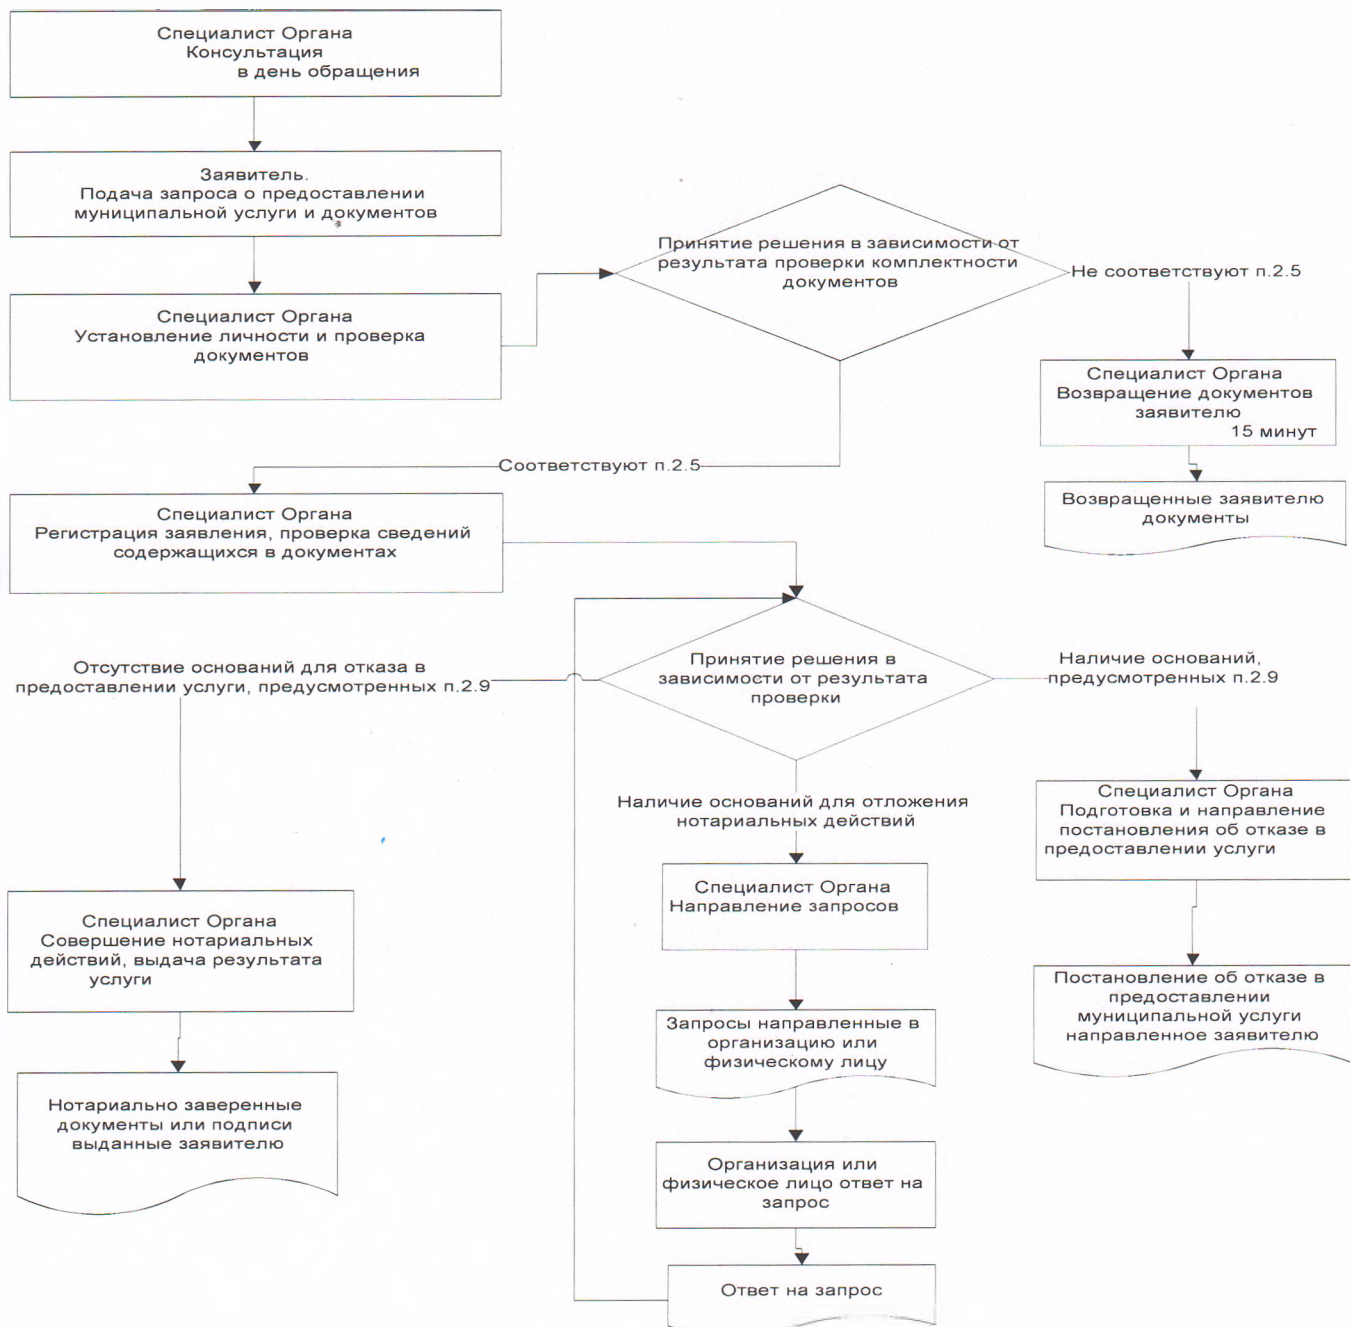 Специалист Органа
Консультация
в день обращения
Заявитель.
Подача запроса о предоставлении
муниципальной услуги и документов
Специалист Органа
Установление личности и проверка
документов
Принятие решения в зависимости от
результата проверки комплектности
документов
Не соответствуют п.2.5
Специалист Органа
Возвращение документов
заявителю
15 минут
Возвращенные заявителю
документы
Соответствуют п.2.5
Специалист Органа
Регистрация заявления, проверка сведений
содержащихся в документах
Принятие решения в
зависимости от результата
проверки
Отсутствие оснований для отказа в
предоставлении услуги, предусмотренных п.2.9
Наличие оснований,
предусмотренных п.2.9
Наличие оснований для отложения
нотариальных действий
Специалист Органа
Подготовка и направление
постановления об отказе в
предоставлении услуги
Специалист Органа
Направление запросов
Специалист Органа
Совершение нотариальных
действий, выдача результата
услуги
Постановление об отказе в
предоставлении
муниципальной услуги
направленное заявителю
Запросы направленные в
организацию или
физическому лицу
Нотариально заверенные
документы или подписи
выданные заявителю
Организация или
физическое лицо ответ на
запрос
Ответ на запрос